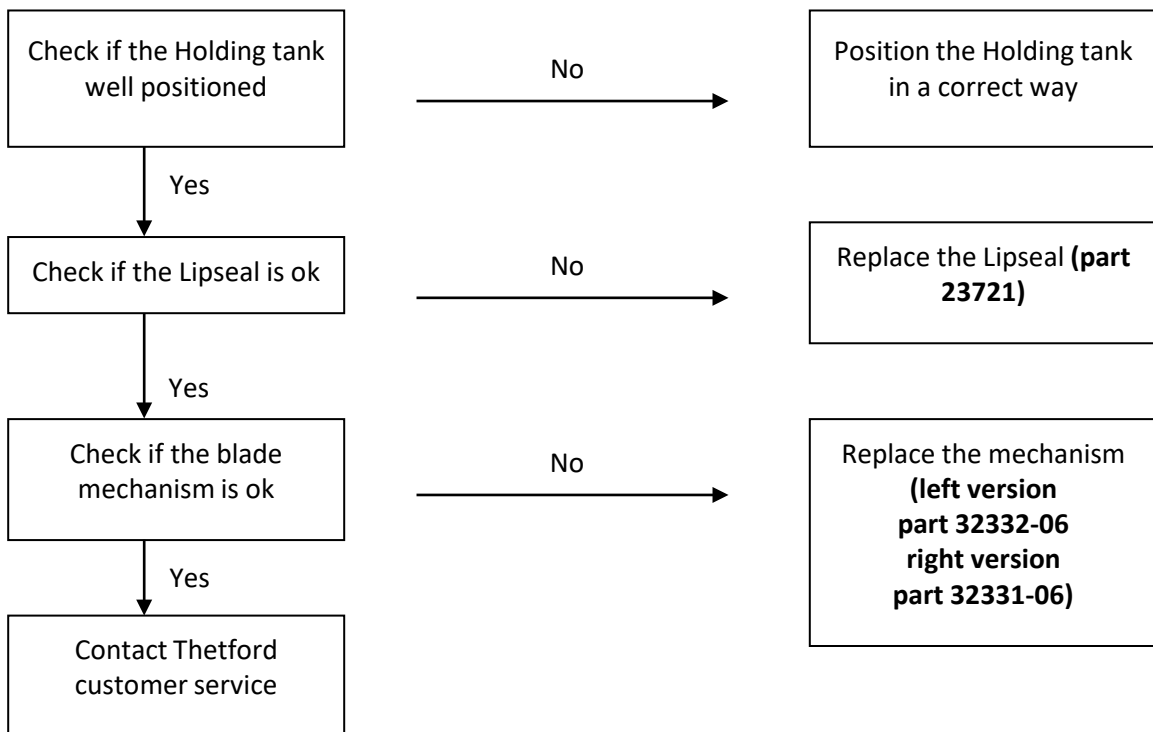 Check if the Holding tank
well positioned
No
Position the Holding tank
in a correct way
Yes
Check if the Lipseal is ok
No
Replace the Lipseal (part
23721)
Yes
Check if the blade
mechanism is ok
No
Replace the mechanism
(left version
part 32332-06
right version
part 32331-06)
Yes
Contact Thetford
customer service